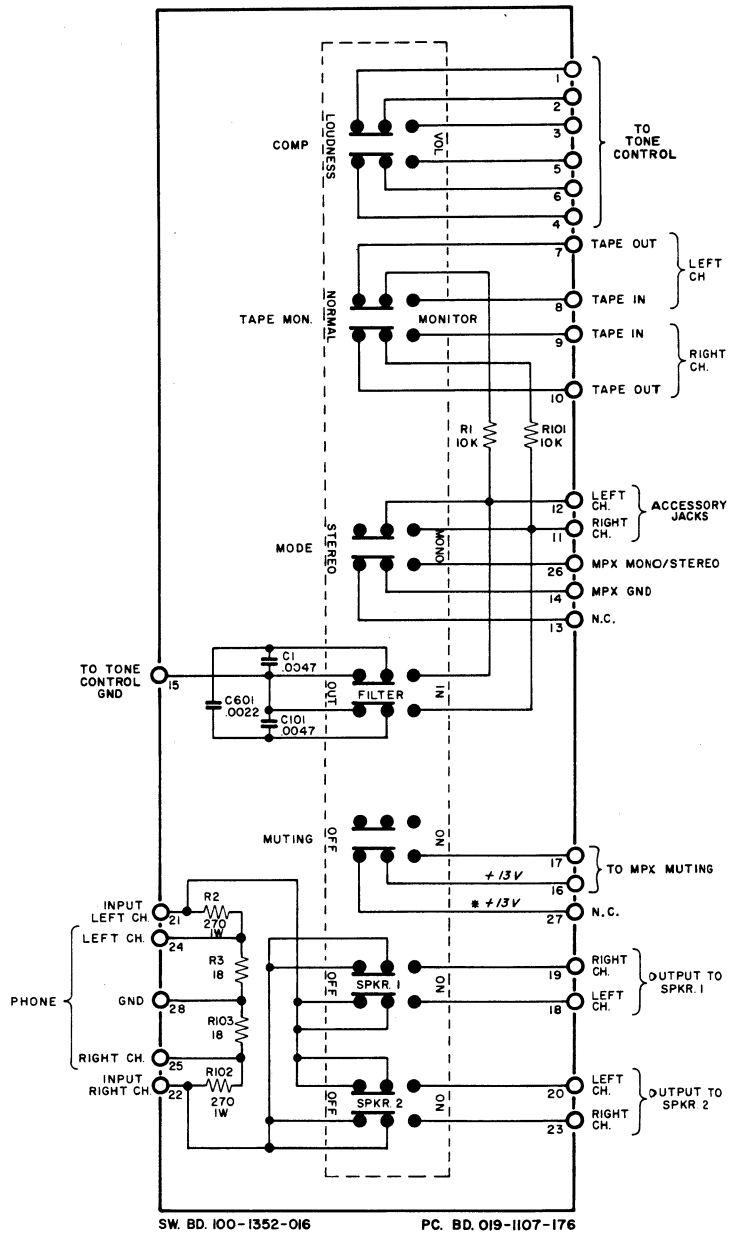 1
2
3
5
6
4
TO
TONE
CONTROL
COMP
LOUDNESS
VOL
7
TAPE OUT
LEFT
CH
8
TAPE IN
TAPE MON.
NORMAL
MONITOR
9
TAPE IN
RIGHT
CH.
10
TAPE OUT
R1
10K
R101
10K
12
LEFT
CH.
11
RIGHT
CH.
ACCESSORY
JACKS
MODE
STEREO
MONO
26
MPX MONO/STEREO
14
MPX GND
13
N.C.
TO TONE
CONTROL
GND
15
C1
.0047
C601
.0022
C101
.0047
OUT
FILTER
IN
MUTING
OFF
ON
17
+13V
16
TO MPX MUTING
* +13V
27
N.C.
INPUT
LEFT CH.
21
R2
270
1W
LEFT CH.
24
R3
18
PHONE
GND
28
R103
18
RIGHT CH.
25
R102
270
1W
INPUT
RIGHT CH.
22
OFF
SPKR. 1
ON
19
RIGHT
CH.
18
LEFT
CH.
OUTPUT TO
SPKR. 1
OFF
SPKR. 2
ON
20
LEFT
CH.
23
RIGHT
CH.
OUTPUT TO
SPKR. 2
SW. BD. 100-1352-016
PC. BD. 019-1107-176